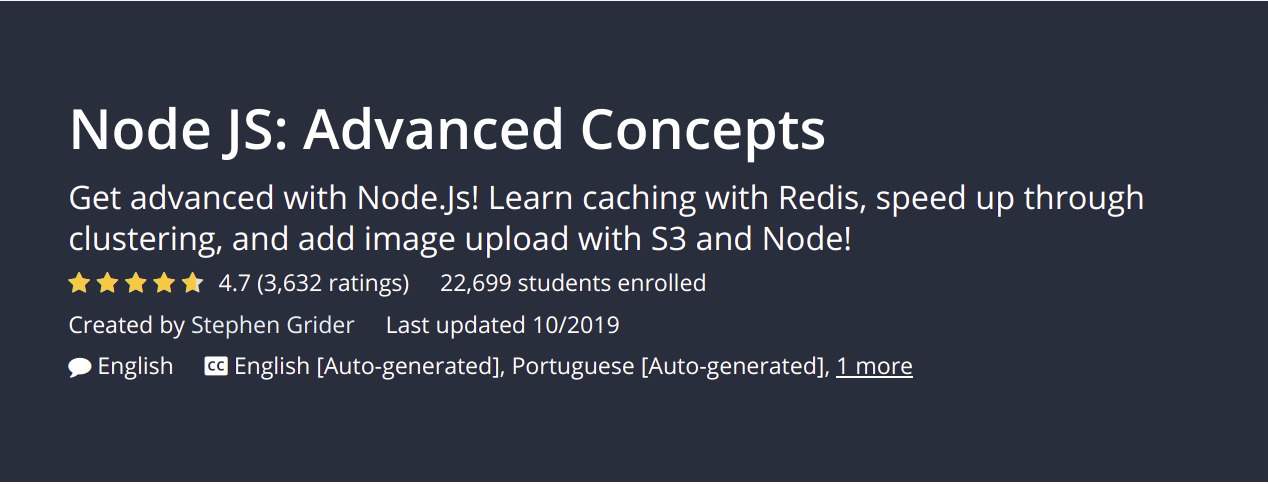 Node JS: Advanced Concepts
Get advanced with Node.Js! Learn caching with Redis, speed up through
clustering, and add image upload with S3 and Node!
4.7 (3,632 ratings) 22,699 students enrolled
Created by Stephen Grider Last updated 10/2019
English CC English [Auto-generated], Portuguese [Auto-generated], 1 more